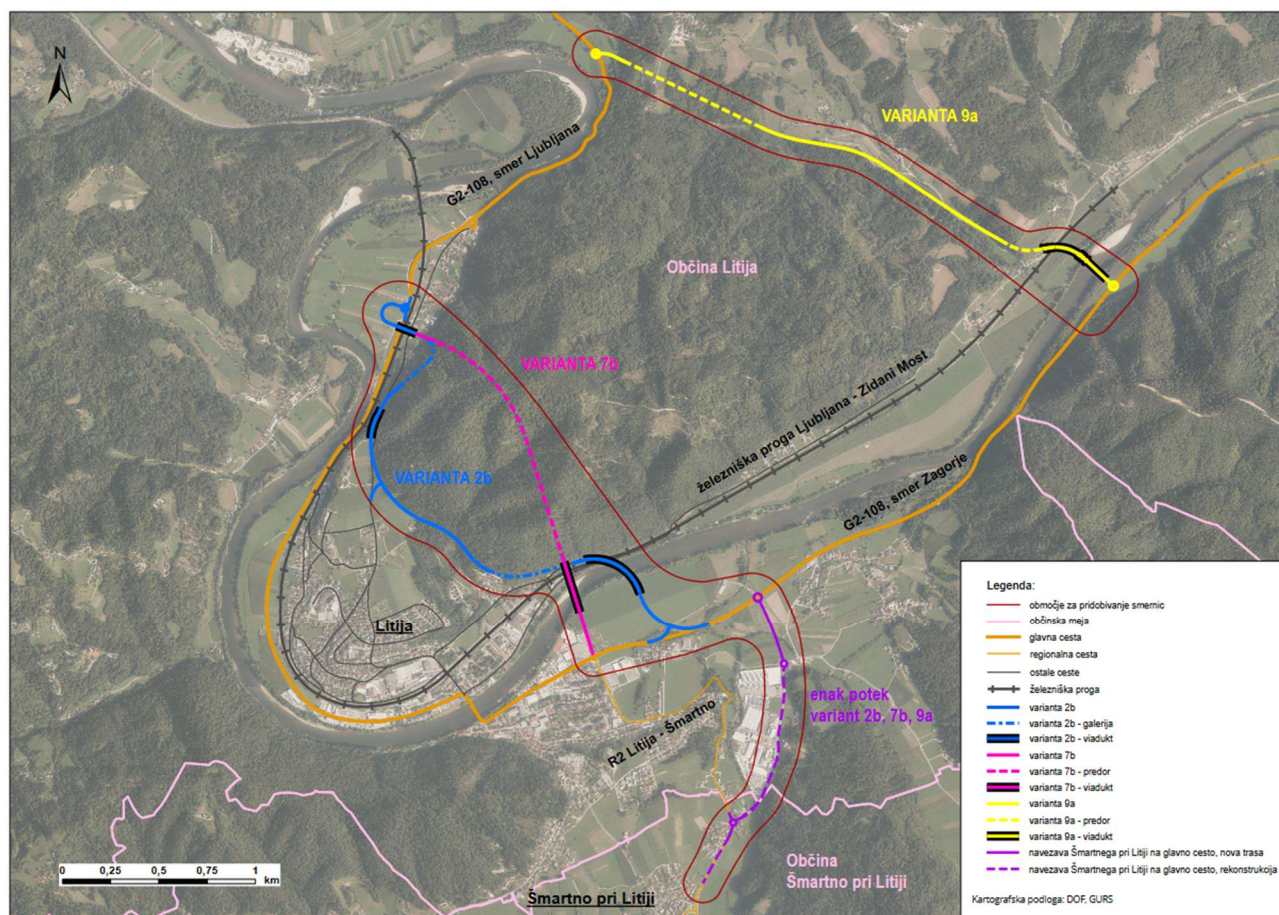 N
VARIANTA 9a
G2-108, smer Ljubljana
Občina Litija
VARIANTA 7b
VARIANTA 2b
železniška proga Ljubljana - Zidani Most
G2-108, smer Zagorje
Litija
enak potek
variant 2b, 7b, 9a
R2 Litija - Šmartno
Občina
Šmartno pri Litiji
Šmartno pri Litiji
0 0,25 0,5 0,75 1
km
Legenda:
območje za pridobivanje smernic
občinska meja
glavna cesta
regionalna cesta
ostale ceste
železniška proga
varianta 2b
varianta 2b - galerija
varianta 2b - viadukt
varianta 7b
varianta 7b - predor
varianta 7b - viadukt
varianta 9a
varianta 9a - predor
varianta 9a - viadukt
navezava Šmartnega pri Litiji na glavno cesto, nova trasa
navezava Šmartnega pri Litiji na glavno cesto, rekonstrukcija
Kartografska podloga: DOF, GURS